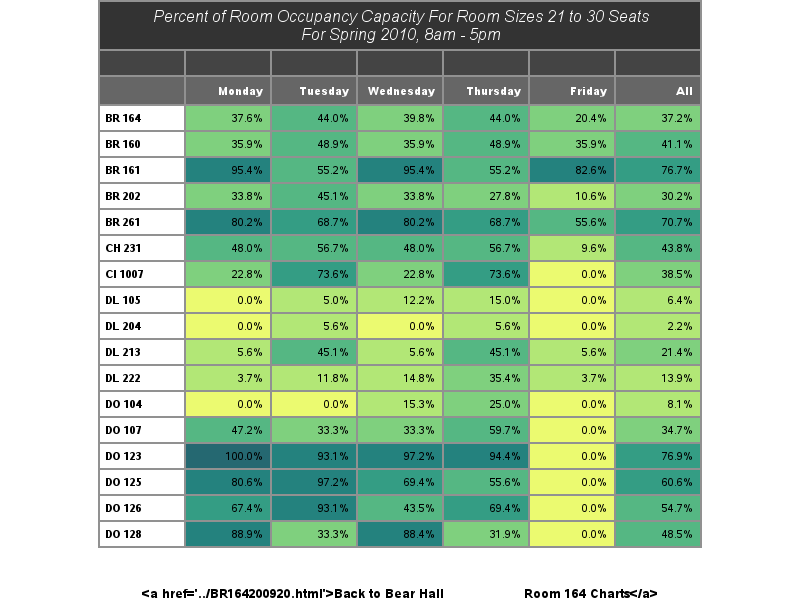 Percent of Room Occupancy Capacity For Room Sizes 21 to 30 Seats
For Spring 2010, 8am - 5pm
Monday Tuesday Wednesday Thursday Friday All
BR 164 37.6% 44.0% 39.8% 44.0% 20.4% 37.2%
BR 160 35.9% 48.9% 35.9% 48.9% 35.9% 41.1%
BR 161 95.4% 55.2% 95.4% 55.2% 82.6% 76.7%
BR 202 33.8% 45.1% 33.8% 27.8% 10.6% 30.2%
BR 261 80.2% 68.7% 80.2% 68.7% 55.6% 70.7%
CH 231 48.0% 56.7% 48.0% 56.7% 9.6% 43.8%
CI 1007 22.8% 73.6% 22.8% 73.6% 0.0% 38.5%
DL 105 0.0% 5.0% 12.2% 15.0% 0.0% 6.4%
DL 204 0.0% 5.6% 0.0% 5.6% 0.0% 2.2%
DL 213 5.6% 45.1% 5.6% 45.1% 5.6% 21.4%
DL 222 3.7% 11.8% 14.8% 35.4% 3.7% 13.9%
DO 104 0.0% 0.0% 15.3% 25.0% 0.0% 8.1%
DO 107 47.2% 33.3% 33.3% 59.7% 0.0% 34.7%
DO 123 100.0% 93.1% 97.2% 94.4% 0.0% 76.9%
DO 125 80.6% 97.2% 69.4% 55.6% 0.0% 60.6%
DO 126 67.4% 93.1% 43.5% 69.4% 0.0% 54.7%
DO 128 88.9% 33.3% 88.4% 31.9% 0.0% 48.5%
<a href='../BR164200920.html'>Back to Bear Hall Room 164 Charts</a>